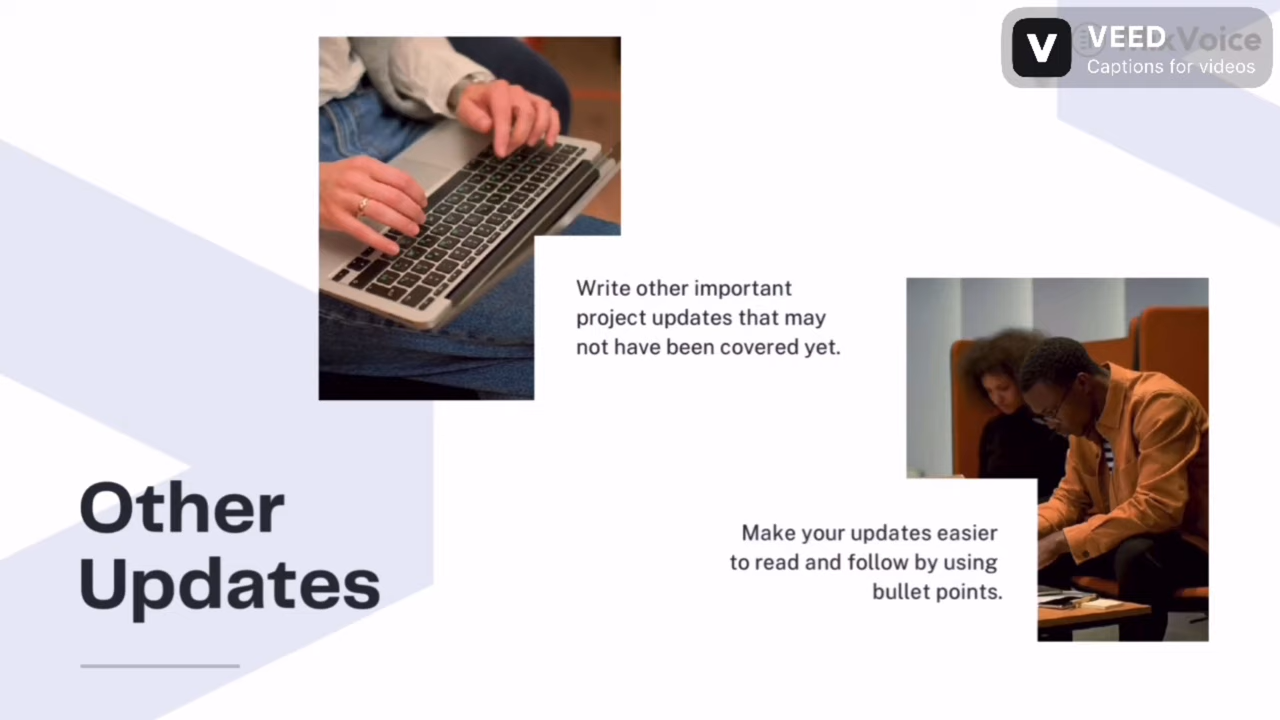 VEED
Captions for videos
Write other important
project updates that may
not have been covered yet.
Make your updates easier
to read and follow by using
bullet points.
Other
Updates